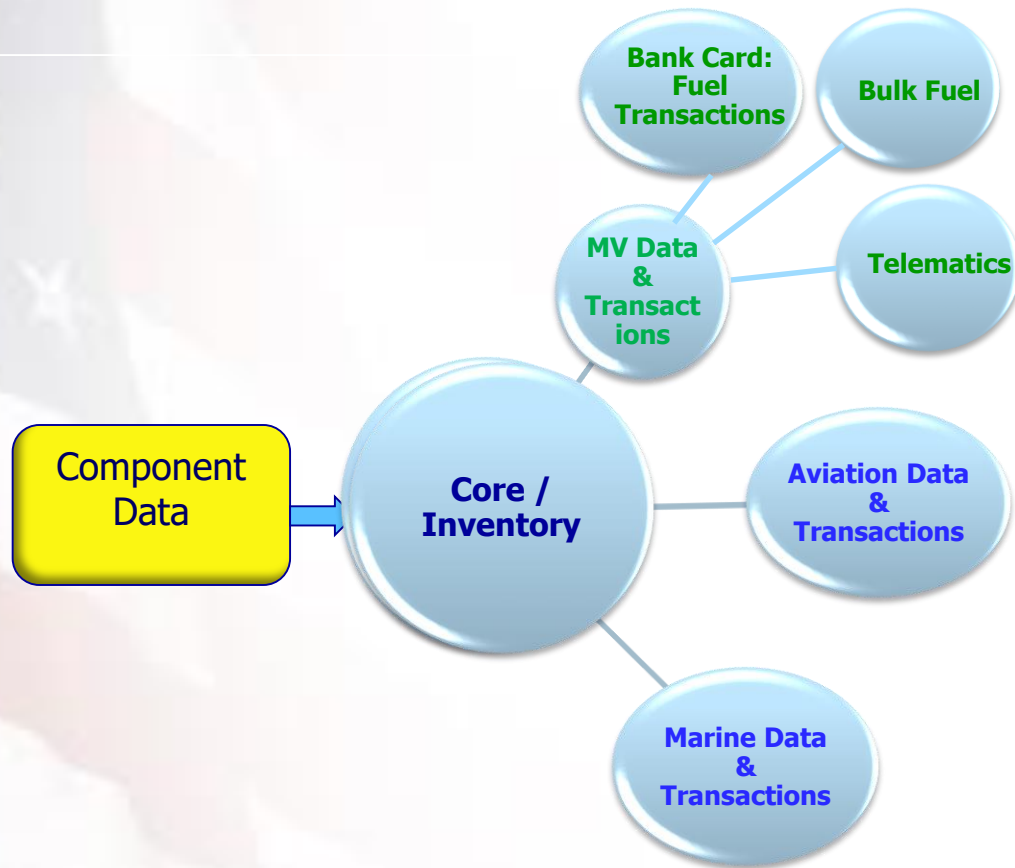 Bank Card:
Fuel
Transactions
Bulk Fuel
MV Data
&
Transact
ions
Telematics
Component
Data
Core /
Inventory
Aviation Data
&
Transactions
Marine Data
&
Transactions